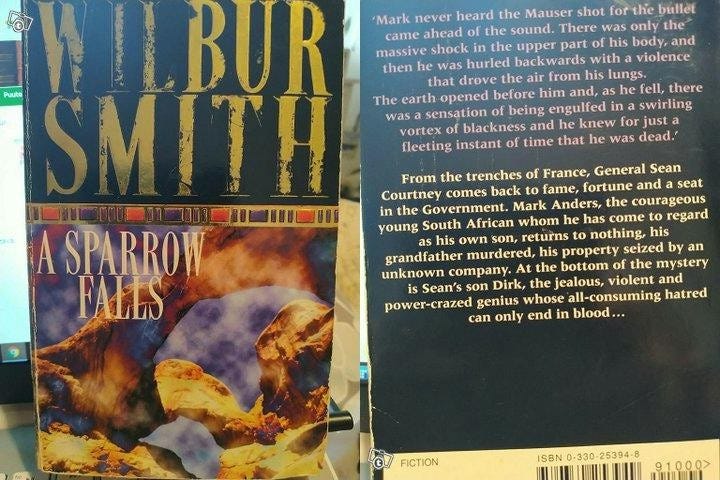 WILBUR
SMITH
A SPARROW
FALLS
Puute
'Mark never heard the Mauser shot for the bullet
came ahead of the sound. There was only the
massive shock in the upper part of his body, and
then he was hurled backwards with a violence
that drove the air from his lungs.
The earth opened before him and, as he fell, there
was a sensation of being engulfed in a swirling
vortex of blackness and he knew for just a
fleeting instant of time that he was dead.'
From the trenches of France, General Sean
Courtney comes back to fame, fortune and a seat
in the Government. Mark Anders, the courageous
young South African whom he has come to regard
as his own son, returns to nothing, his
grandfather murdered, his property seized by an
unknown company. At the bottom of the mystery
is Sean's son Dirk, the jealous, violent and
power-crazed genius whose all-consuming hatred
can only end in blood...
FICTION
ISBN 0-330-25394-8
91000>